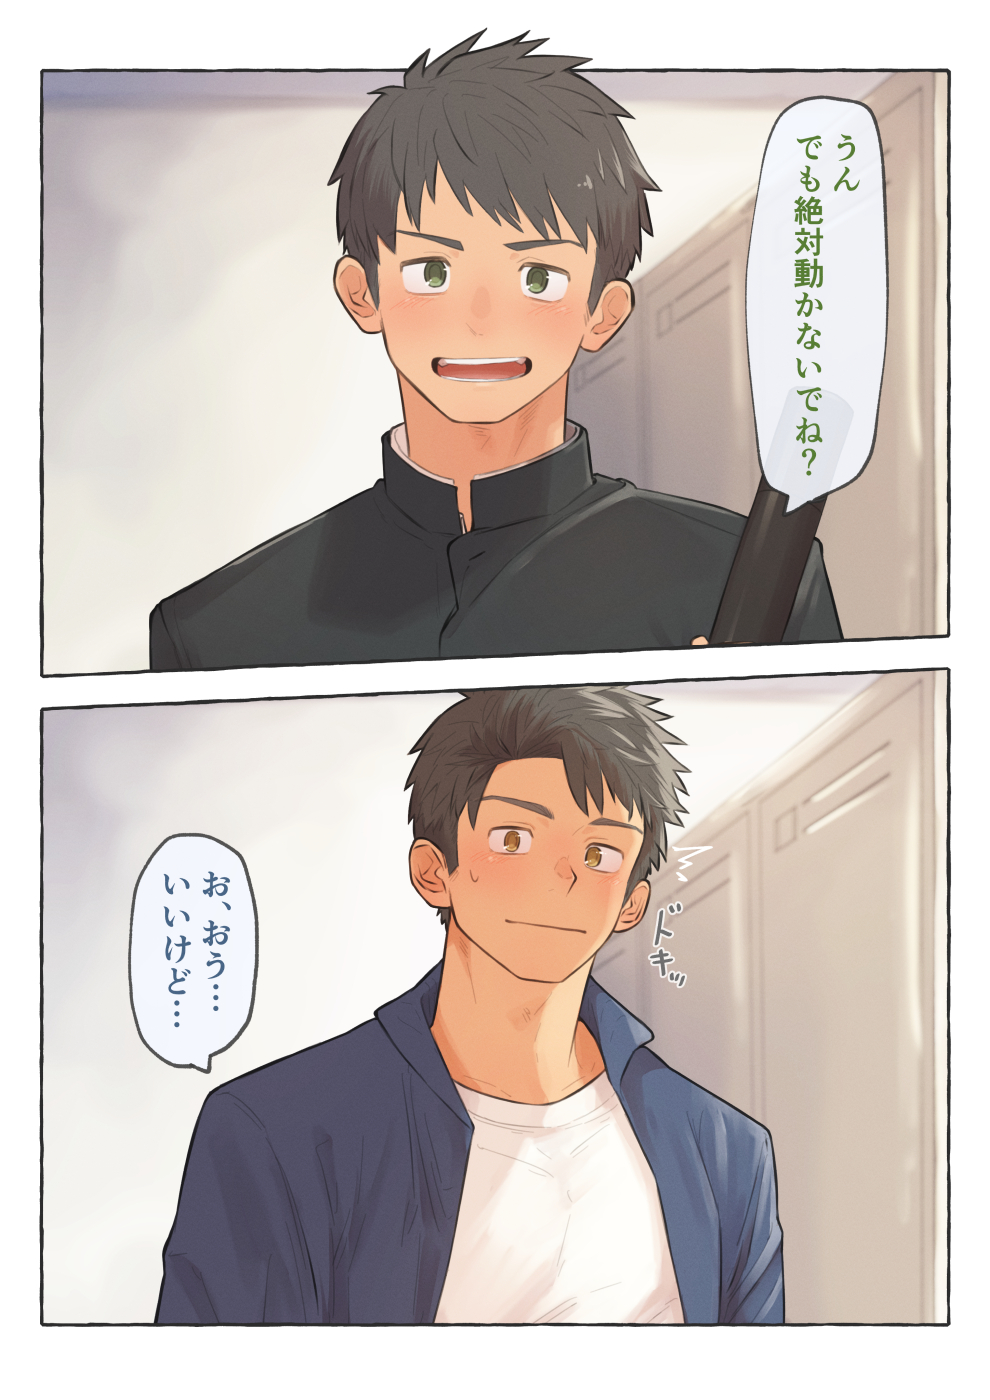 うん
でも絶対動かないでね？
お、おう…
いいけど…
ドキッ